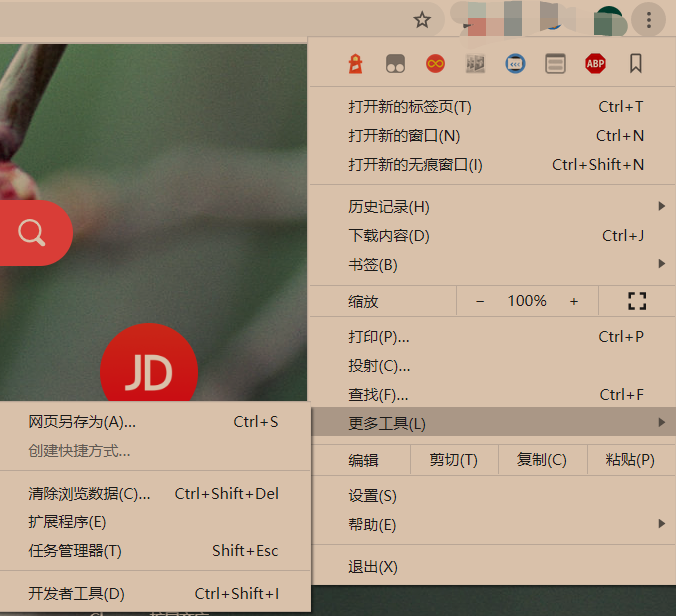 ABP
打开新的标签页(T) Ctrl+T
打开新的窗口(N) Ctrl+N
打开新的无痕窗口(I) Ctrl+Shift+N
历史记录(H)
下载内容(D) Ctrl+J
书签(B)
缩放 − 100% +
打印(P)... Ctrl+P
投射(C)...
查找(F)... Ctrl+F
更多工具(L)
编辑 剪切(T) 复制(C) 粘贴(P)
设置(S)
帮助(E)
退出(X)
JD
网页另存为(A)... Ctrl+S
创建快捷方式...
清除浏览数据(C)... Ctrl+Shift+Del
扩展程序(E)
任务管理器(T) Shift+Esc
开发者工具(D) Ctrl+Shift+I